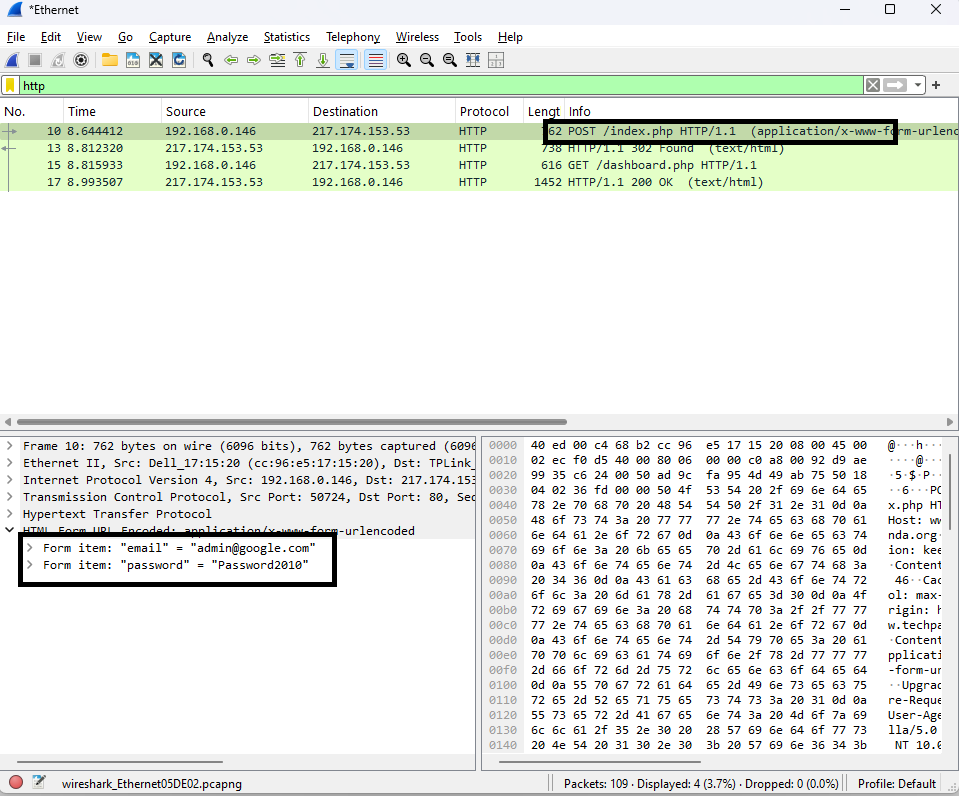 *Ethernet
File Edit View Go Capture Analyze Statistics Telephony Wireless Tools Help
http
No. Time Source Destination Protocol Lengt Info
10 8.644412 192.168.0.146 217.174.153.53 HTTP 762 POST /index.php HTTP/1.1 (application/x-www-form-urlenc
13 8.812320 217.174.153.53 192.168.0.146 HTTP 738 HTTP/1.1 302 Found (text/html)
15 8.815933 192.168.0.146 217.174.153.53 HTTP 616 GET /dashboard.php HTTP/1.1
17 8.993507 217.174.153.53 192.168.0.146 HTTP 1452 HTTP/1.1 200 OK (text/html)
Frame 10: 762 bytes on wire (6096 bits), 762 bytes captured (6096
Ethernet II, Src: Dell_17:15:20 (cc:96:e5:17:15:20), Dst: TPLink_
Internet Protocol Version 4, Src: 192.168.0.146, Dst: 217.174.153
Transmission Control Protocol, Src Port: 50724, Dst Port: 80, Sec
Hypertext Transfer Protocol
HTML Form URL Encoded: application/x-www-form-urlencoded
Form item: "email" = "admin@google.com"
Form item: "password" = "Password2010"
0000 40 ed 00 c4 68 b2 cc 96 e5 17 15 20 08 00 45 00 @···h···
0010 02 ec f0 d5 40 00 80 06 00 00 c0 a8 00 92 d9 ae ····@···
0020 99 35 c6 24 00 50 ad 9c fa 95 4d 49 ab 75 50 18 ·5·$·P··
0030 04 02 36 fd 00 00 50 4f 53 54 20 2f 69 6e 64 65 ··6···PO
0040 78 2e 70 68 70 20 48 54 54 50 2f 31 2e 31 0d 0a x.php HT
0050 48 6f 73 74 3a 20 77 77 77 2e 74 65 63 68 70 61 Host: ww
0060 6e 64 61 2e 6f 72 67 0d 0a 43 6f 6e 6e 65 63 74 nda.org·
0070 69 6f 6e 3a 20 6b 65 65 70 2d 61 6c 69 76 65 0d ion: kee
0080 0a 43 6f 6e 74 65 6e 74 2d 4c 65 6e 67 74 68 3a ·Content
0090 20 34 36 0d 0a 43 61 63 68 65 2d 43 6f 6e 74 72 46··Cac
00a0 6f 6c 3a 20 6d 61 78 2d 61 67 65 3d 30 0d 0a 4f ol: max-
00b0 72 69 67 69 6e 3a 20 68 74 74 70 3a 2f 2f 77 77 rigin: h
00c0 77 2e 74 65 63 68 70 61 6e 64 61 2e 6f 72 67 0d w.techpa
00d0 0a 43 6f 6e 74 65 6e 74 2d 54 79 70 65 3a 20 61 ·Content
00e0 70 70 6c 69 63 61 74 69 6f 6e 2f 78 2d 77 77 77 pplicati
00f0 2d 66 6f 72 6d 2d 75 72 6c 65 6e 63 6f 64 65 64 -form-ur
0100 0d 0a 55 70 67 72 61 64 65 2d 49 6e 73 65 63 75 ··Upgrad
0110 72 65 2d 52 65 71 75 65 73 74 73 3a 20 31 0d 0a re-Reque
0120 55 73 65 72 2d 41 67 65 6e 74 3a 20 4d 6f 7a 69 User-Age
0130 6c 6c 61 2f 35 2e 30 20 28 57 69 6e 64 6f 77 73 lla/5.0
0140 20 4e 54 20 31 30 2e 30 3b 20 57 69 6e 36 34 3b NT 10.0
wireshark_Ethernet05DE02.pcapng Packets: 109 · Displayed: 4 (3.7%) · Dropped: 0 (0.0%) Profile: Default